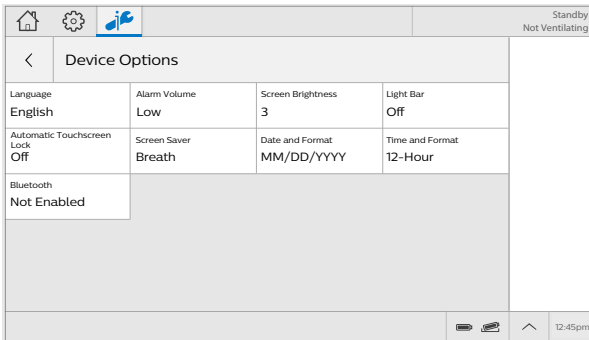 Standby
Not Ventilating
Device Options
Language
English
Alarm Volume
Low
Screen Brightness
3
Light Bar
Off
Automatic Touchscreen
Lock
Off
Screen Saver
Breath
Date and Format
MM/DD/YYYY
Time and Format
12-Hour
Bluetooth
Not Enabled
12:45pm